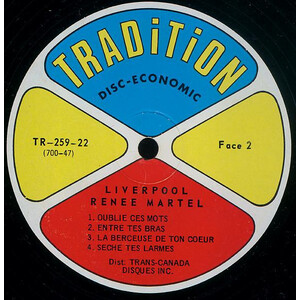 TRADiTiON
DISC-ECONOMIC
TR-259-22
(700-47)
Face 2
LIVERPOOL
RENEE MARTEL
1. OUBLIE CES MOTS
2. ENTRE TES BRAS
3. LA BERCEUSE DE TON COEUR
4. SECHE TES LARMES
Dist: TRANS-CANADA
DISQUES INC.